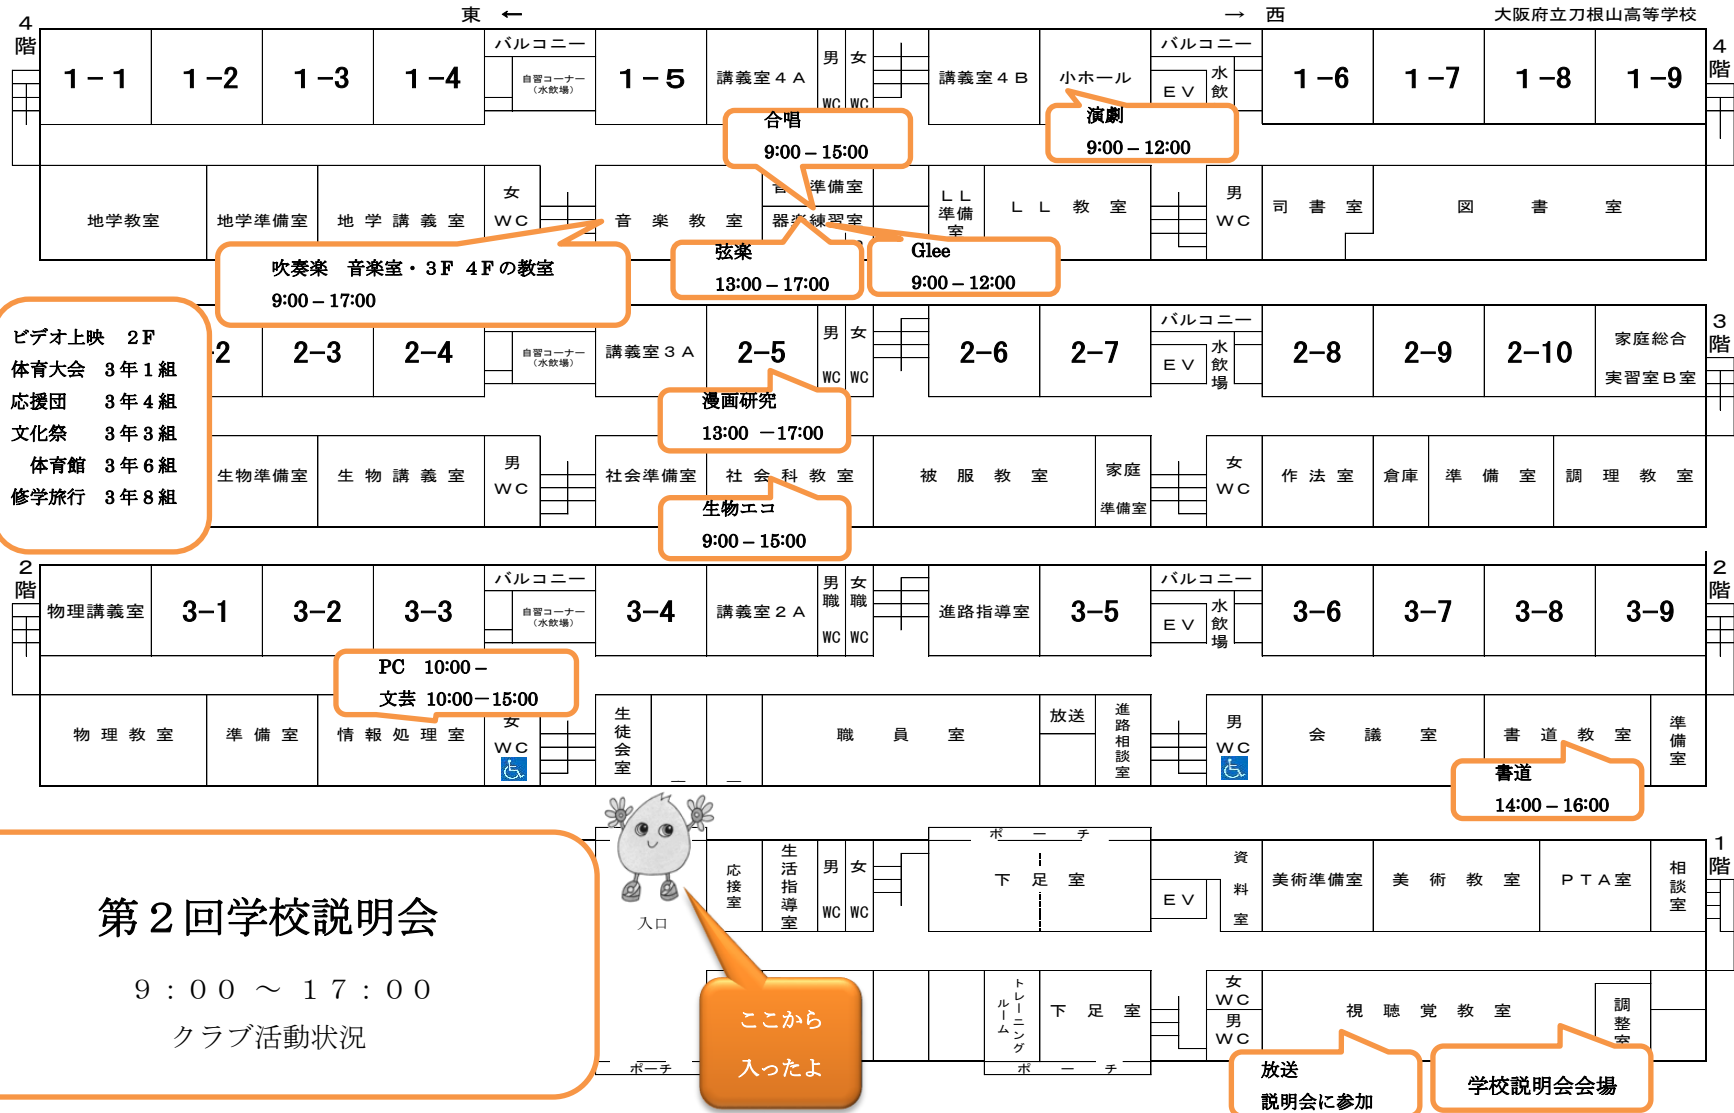 東 ←
→ 西
大阪府立刀根山高等学校
4階
1－1
1－2
1－3
1－4
バルコニー
自習コーナー
（水飲場）
1－5
講義室4A
男
WC
女
WC
講義室4B
小ホール
バルコニー
EV
水飲
1－6
1－7
1－8
1－9
4階
合唱
9:00－15:00
演劇
9:00－12:00
地学教室
地学準備室
地学講義室
女
WC
音楽教室
準備室
器楽練習室
LL準備室
LL教室
男
WC
司書室
図書室
吹奏楽 音楽室・3F 4Fの教室
9:00－17:00
弦楽
13:00－17:00
Glee
9:00－12:00
ビデオ上映 2F
体育大会 3年1組
応援団 3年4組
文化祭 3年3組
体育館 3年6組
修学旅行 3年8組
-2
2-3
2-4
バルコニー
自習コーナー
（水飲場）
講義室3A
2-5
男
WC
女
WC
2-6
2-7
バルコニー
EV
水飲場
2-8
2-9
2-10
家庭総合
実習室B室
3階
漫画研究
13:00 －17:00
生物準備室
生物講義室
男
WC
社会準備室
社会科教室
被服教室
家庭
準備室
女
WC
作法室
倉庫
準備室
調理教室
生物エコ
9:00－15:00
2階
物理講義室
3-1
3-2
3-3
バルコニー
自習コーナー
（水飲場）
3-4
講義室2A
男職
WC
女職
WC
進路指導室
3-5
バルコニー
EV
水飲場
3-6
3-7
3-8
3-9
2階
PC 10:00－
文芸 10:00－15:00
物理教室
準備室
情報処理室
女
WC
生徒会室
職員室
放送
進路相談室
男
WC
会議室
書道教室
準備室
書道
14:00－16:00
第2回学校説明会
9：00 ～ 17：00
クラブ活動状況
入口
応接室
生活指導室
男
WC
女
WC
ポーチ
下足室
EV
資料室
美術準備室
美術教室
PTA室
相談室
1階
ここから
入ったよ
ポーチ
トレーニングルーム
下足室
ポーチ
女
WC
男
WC
視聴覚教室
調整室
放送
説明会に参加
学校説明会会場